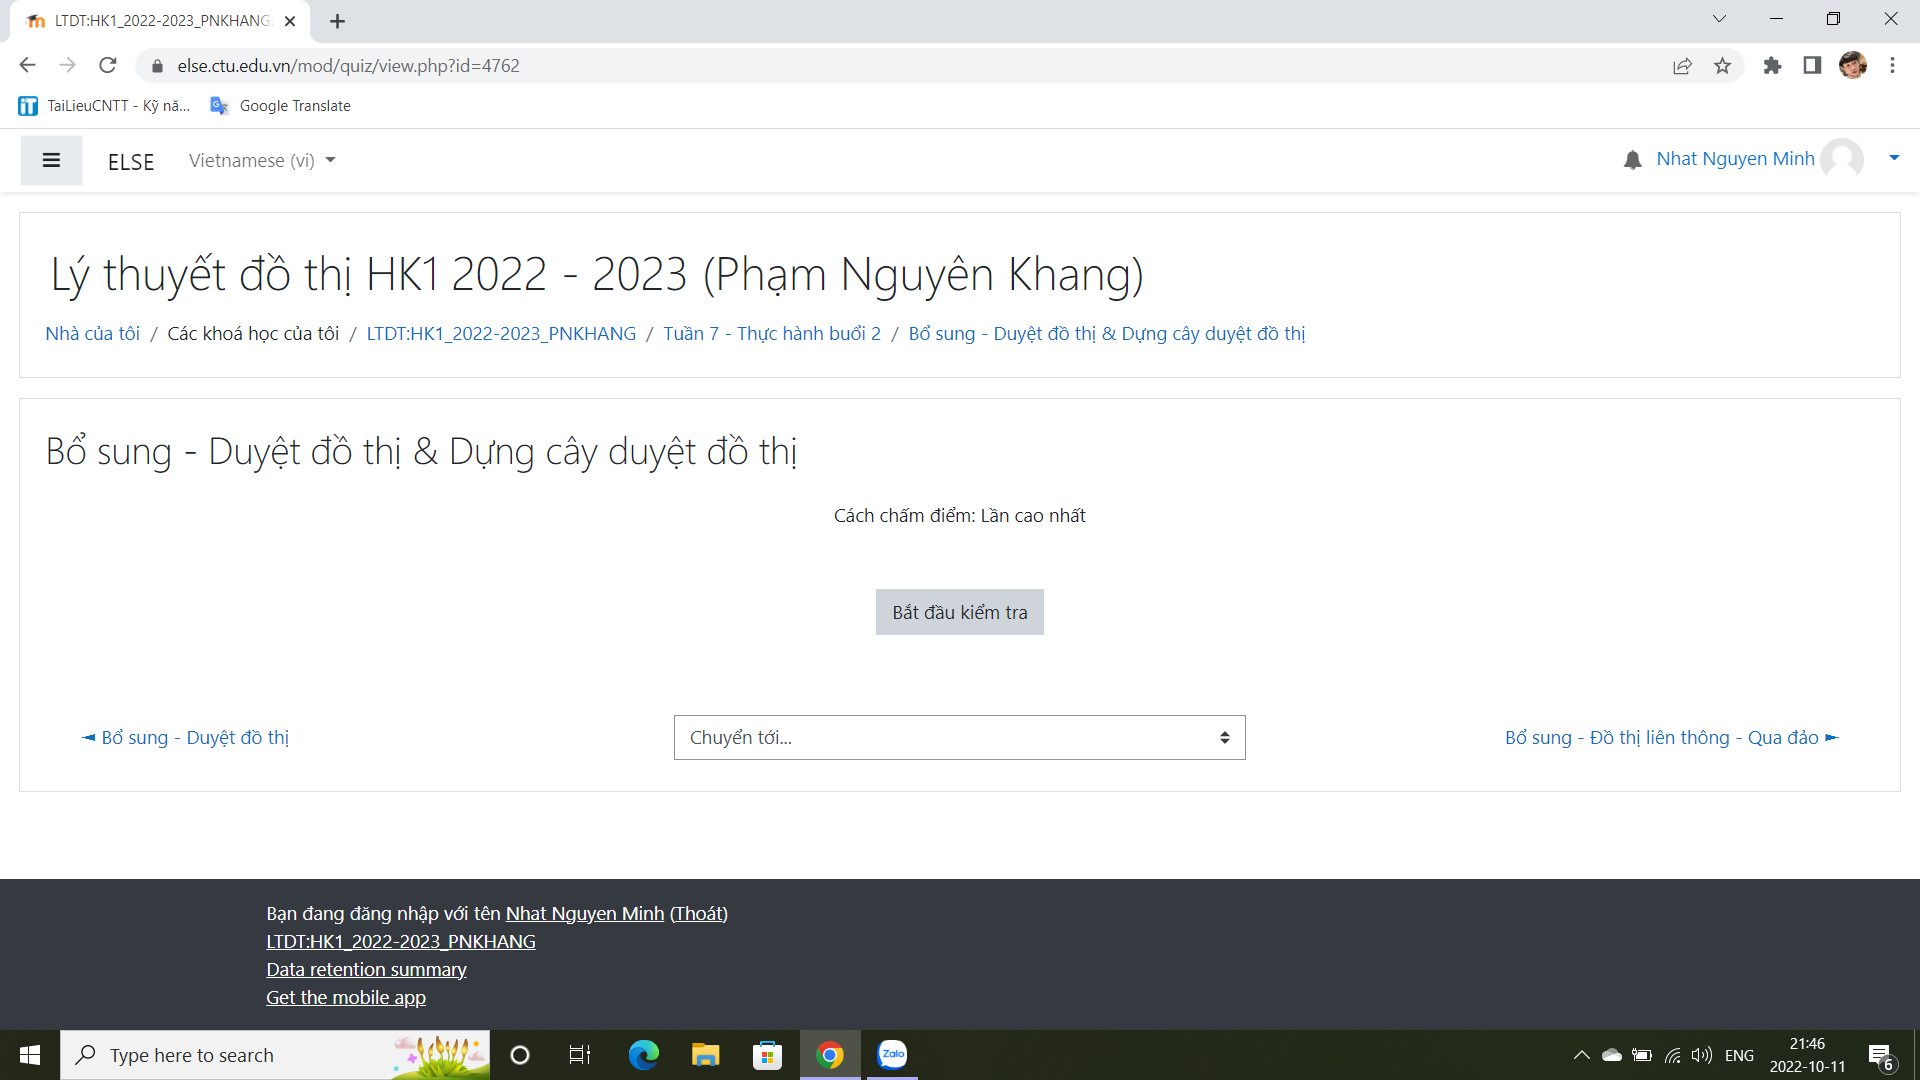 LTDT:HK1_2022-2023_PNKHANG:
else.ctu.edu.vn/mod/quiz/view.php?id=4762
TaiLieuCNTT - Kỹ nă...
Google Translate
ELSE
Vietnamese (vi)
Nhat Nguyen Minh
Lý thuyết đồ thị HK1 2022 - 2023 (Phạm Nguyên Khang)
Nhà của tôi / Các khoá học của tôi / LTDT:HK1_2022-2023_PNKHANG / Tuần 7 - Thực hành buổi 2 / Bổ sung - Duyệt đồ thị & Dựng cây duyệt đồ thị
Bổ sung - Duyệt đồ thị & Dựng cây duyệt đồ thị
Cách chấm điểm: Lần cao nhất
Bắt đầu kiểm tra
◄ Bổ sung - Duyệt đồ thị
Chuyển tới...
Bổ sung - Đồ thị liên thông - Qua đảo ►
Bạn đang đăng nhập với tên Nhat Nguyen Minh (Thoát)
LTDT:HK1_2022-2023_PNKHANG
Data retention summary
Get the mobile app
Type here to search
Zalo
ENG
21:46
2022-10-11
6